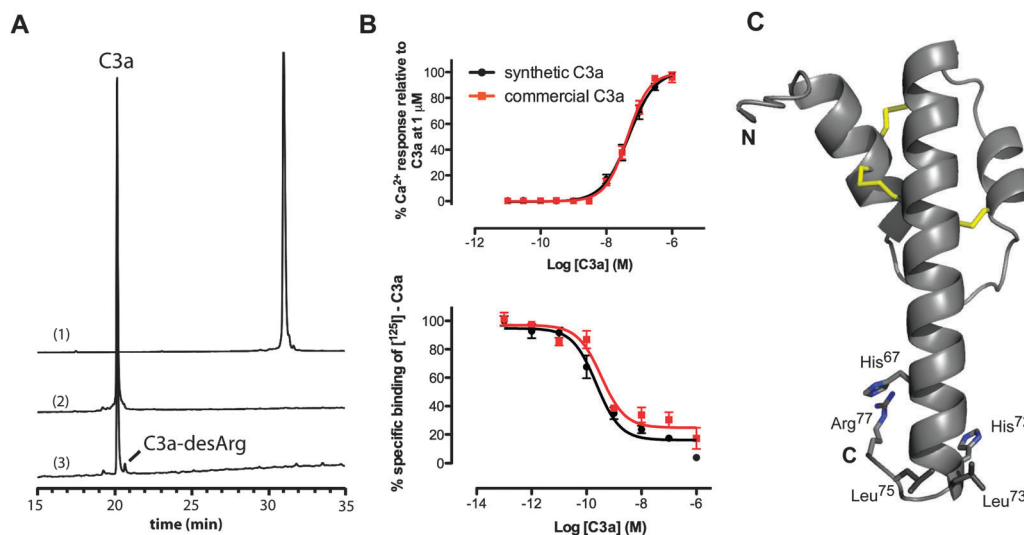 A
C3a
(1)
(2)
(3)
C3a-desArg
15 20 25 30 35
time (min)
B
% Ca2+ response relative to
C3a at 1 µM
100
80
60
40
20
0
synthetic C3a
commercial C3a
-12 -10 -8 -6
Log [C3a] (M)
% specific binding of [125I] - C3a
100
80
60
40
20
0
-14 -12 -10 -8 -6
Log [C3a] (M)
C
N
His67
Arg77
His72
C
Leu75
Leu73